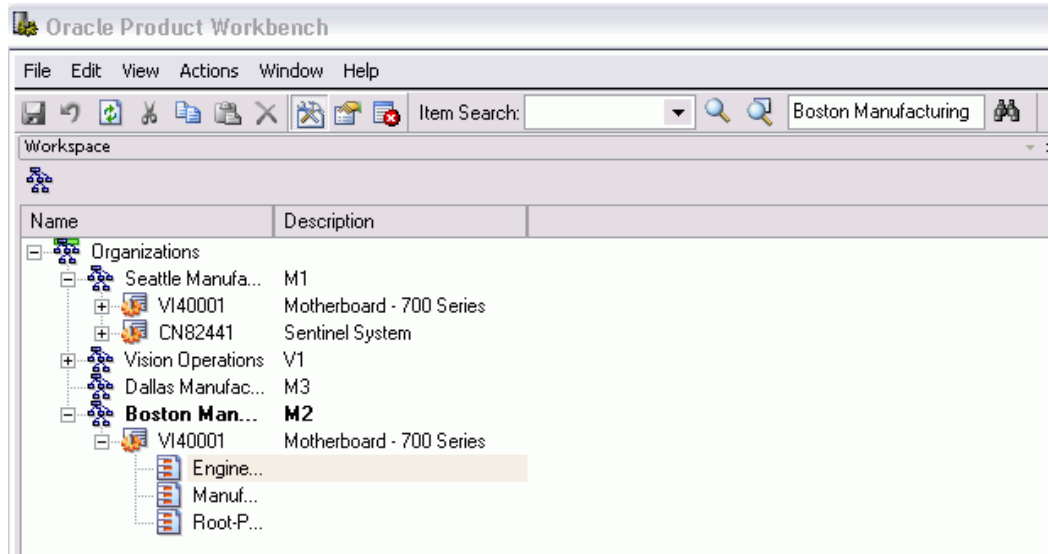 Oracle Product Workbench
File Edit View Actions Window Help
Item Search: Boston Manufacturing
Workspace
Name Description
Organizations
Seattle Manufa... M1
VI40001 Motherboard - 700 Series
CN82441 Sentinel System
Vision Operations V1
Dallas Manufac... M3
Boston Man... M2
VI40001 Motherboard - 700 Series
Engine...
Manuf...
Root-P...